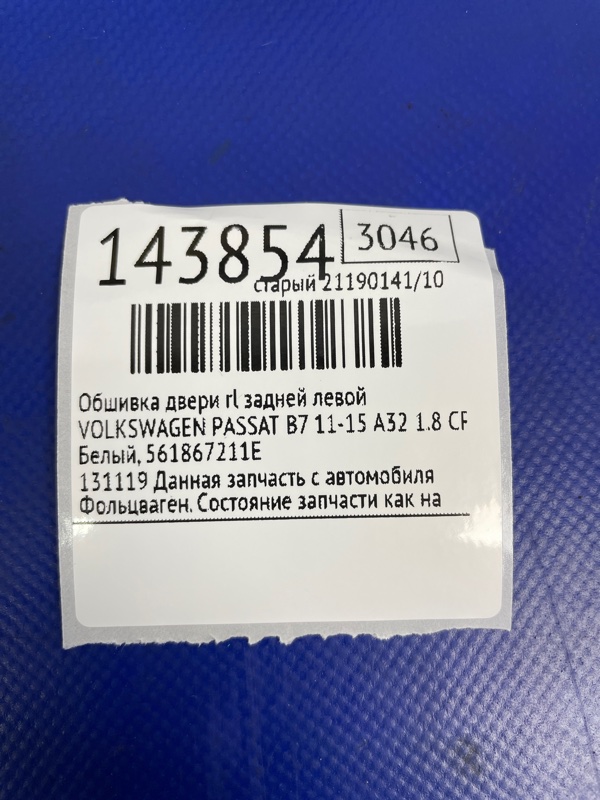 143854
3046
старый 21190141/10
Обшивка двери rl задней левой
VOLKSWAGEN PASSAT B7 11-15 A32 1.8 CF
Белый, 561867211E
131119 Данная запчасть с автомобиля
Фольцваген. Состояние запчасти как на